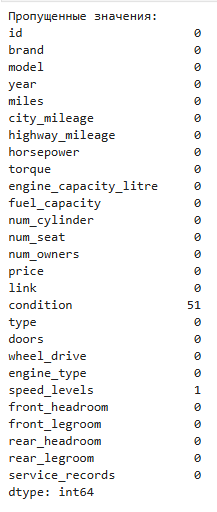 Пропущенные значения:
id 0
brand 0
model 0
year 0
miles 0
city_mileage 0
highway_mileage 0
horsepower 0
torque 0
engine_capacity_litre 0
fuel_capacity 0
num_cylinder 0
num_seat 0
num_owners 0
price 0
link 0
condition 51
type 0
doors 0
wheel_drive 0
engine_type 0
speed_levels 1
front_headroom 0
front_legroom 0
rear_headroom 0
rear_legroom 0
service_records 0
dtype: int64